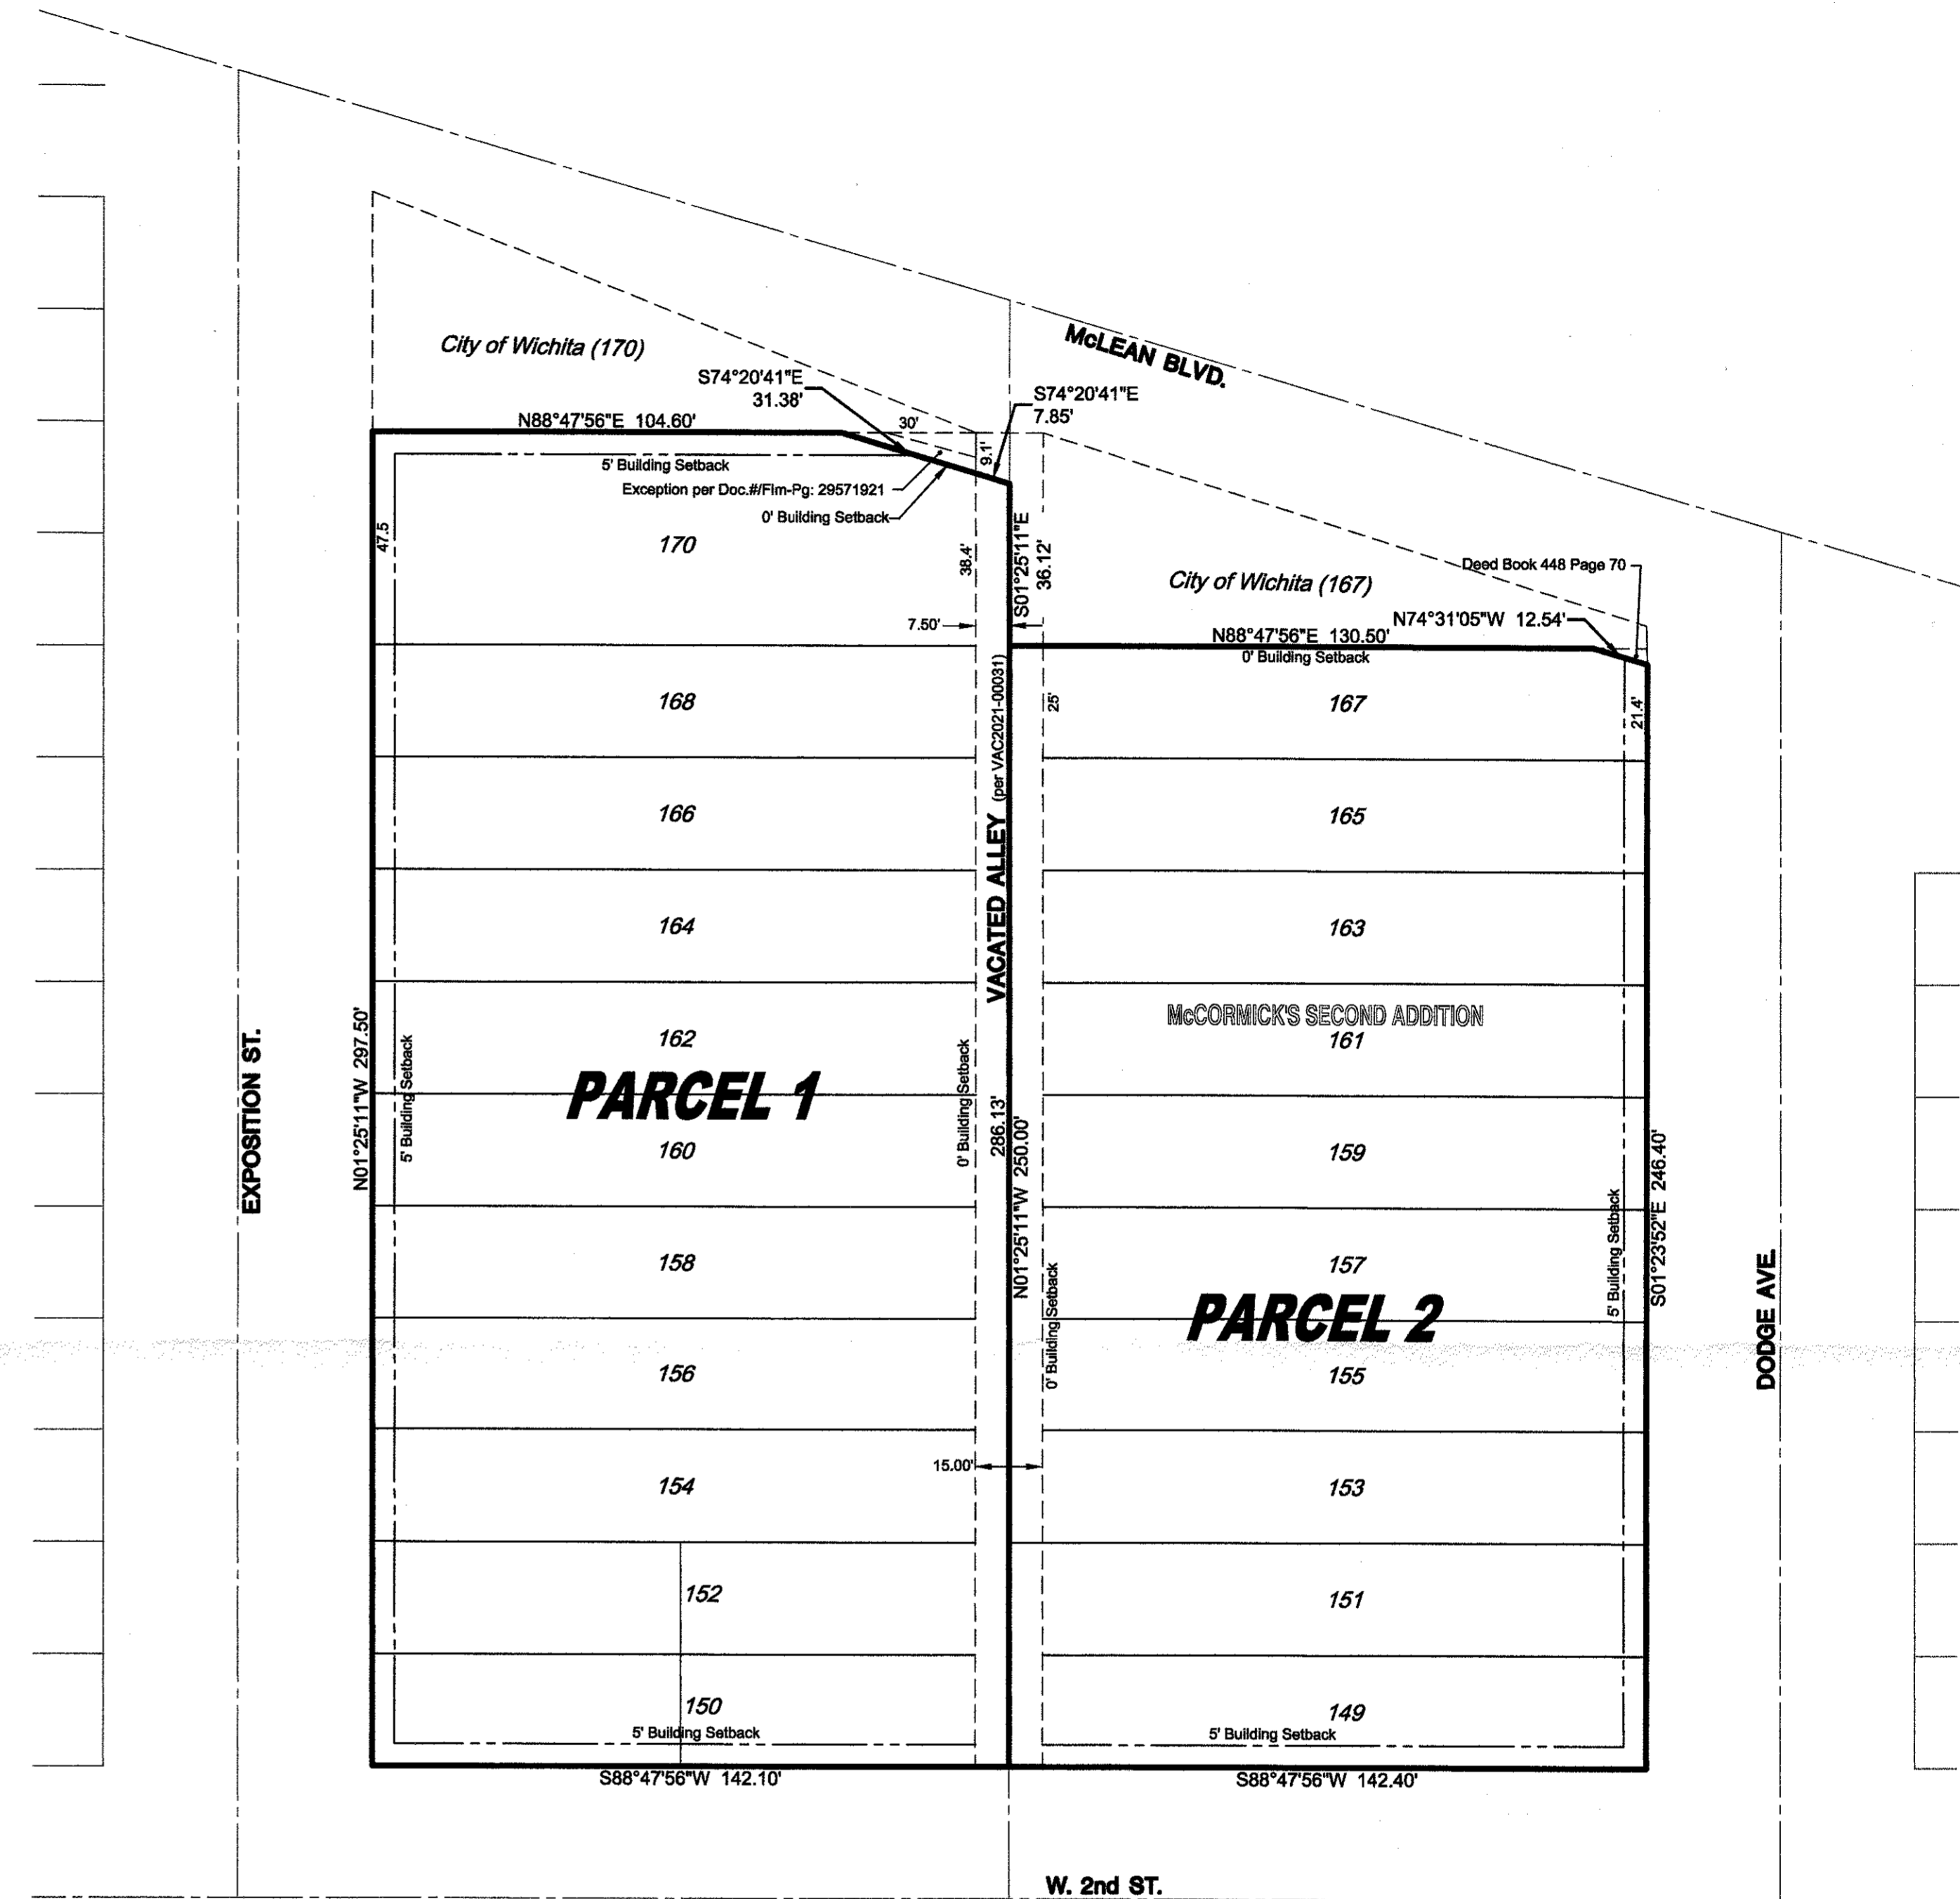 City of Wichita (170)
McLEAN BLVD.
S74°20'41"E
31.38'
S74°20'41"E
7.85'
N88°47'56"E 104.60'
30'
9.1'
5' Building Setback
Exception per Doc.#/Flm-Pg: 29571921
0' Building Setback
47.5
170
38.4'
S01°25'11"E
36.12'
City of Wichita (167)
Deed Book 448 Page 70
N74°31'05"W 12.54'
7.50'
N88°47'56"E 130.50'
0' Building Setback
168
25'
167
21.4'
166
165
VACATED ALLEY (per VAC2021-00031)
164
163
McCORMICK'S SECOND ADDITION
162
161
EXPOSITION ST.
N01°25'11"W 297.50'
5' Building Setback
PARCEL 1
0' Building Setback
286.13'
N01°25'11"W 250.00'
160
159
158
157
0' Building Setback
PARCEL 2
5' Building Setback
S01°23'52"E 246.40'
DODGE AVE.
156
155
15.00'
154
153
152
151
150
149
5' Building Setback
5' Building Setback
S88°47'56"W 142.10'
S88°47'56"W 142.40'
W. 2nd ST.